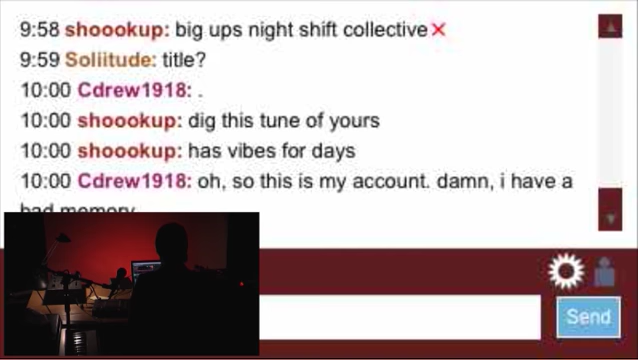 9:58 shoookup: big ups night shift collective
9:59 Soliitude: title?
10:00 Cdrew1918: .
10:00 shoookup: dig this tune of yours
10:00 shoookup: has vibes for days
10:00 Cdrew1918: oh, so this is my account. damn, i have a
bad memory
Send